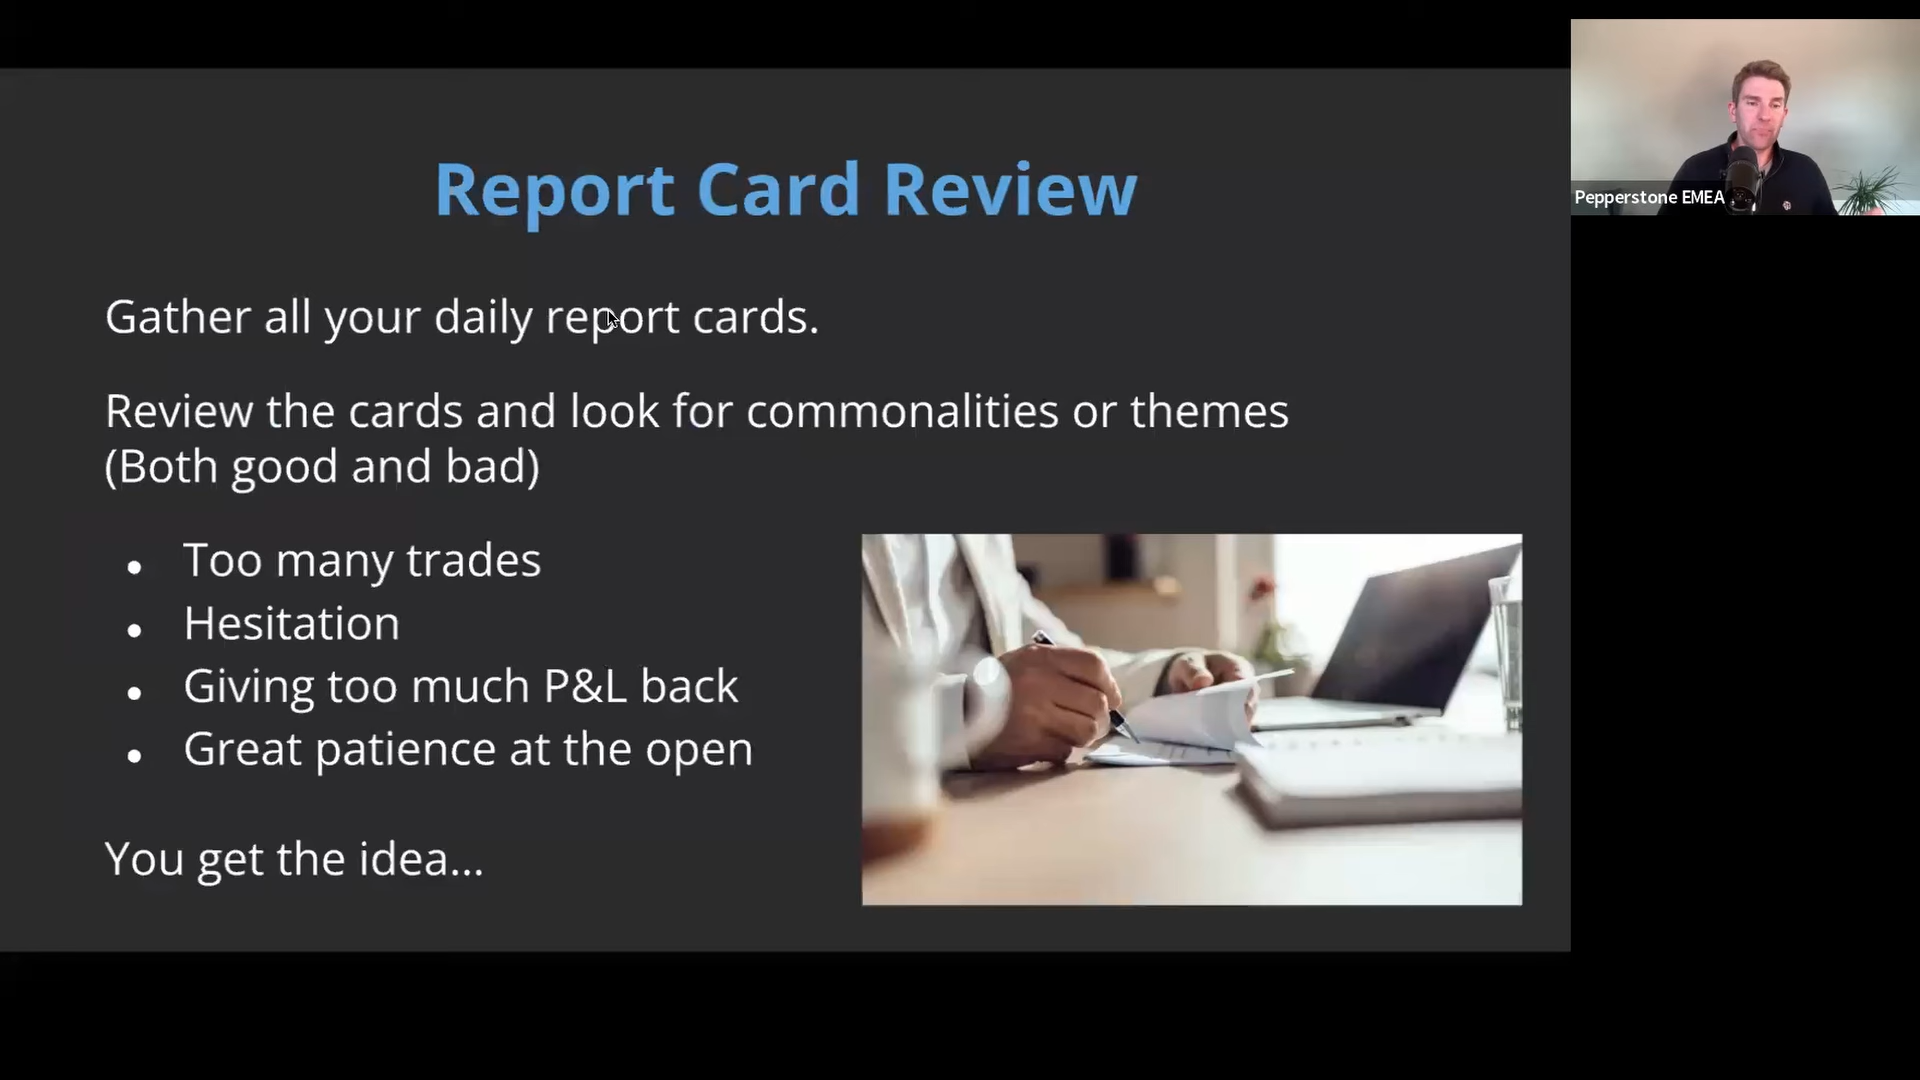 Report Card Review
Gather all your daily report cards.
Review the cards and look for commonalities or themes
(Both good and bad)
• Too many trades
• Hesitation
• Giving too much P&L back
• Great patience at the open
You get the idea...
Pepperstone EMEA